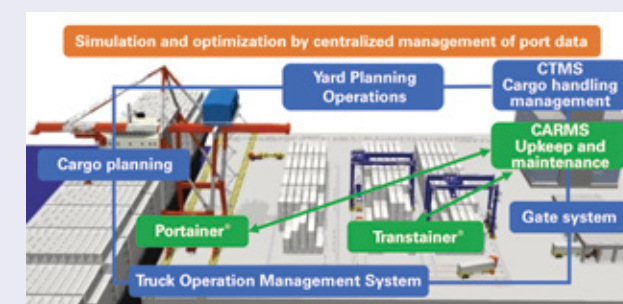 Simulation and optimization by centralized management of port data
Yard Planning
Operations
CTMS
Cargo handling
management
CARMS
Upkeep and
maintenance
Cargo planning
Gate system
Portainer®
Transtainer®
Truck Operation Management System